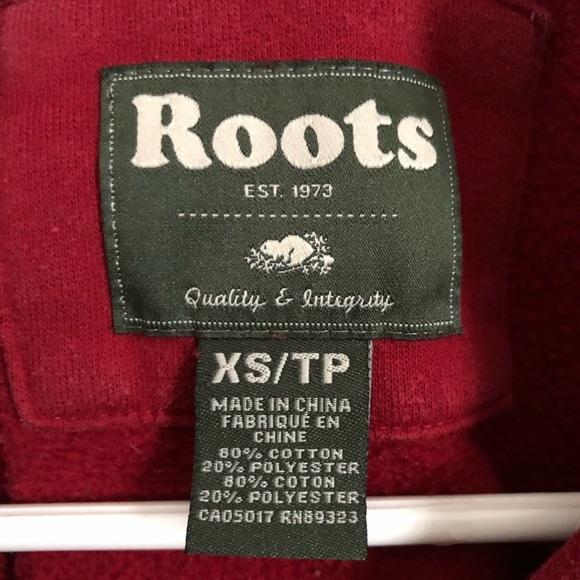 Roots
EST. 1973
Quality & Integrity
XS/TP
MADE IN CHINA
FABRIQUÉ EN
CHINE
80% COTTON
20% POLYESTER
80% COTON
20% POLYESTER
CA05017 RN89323